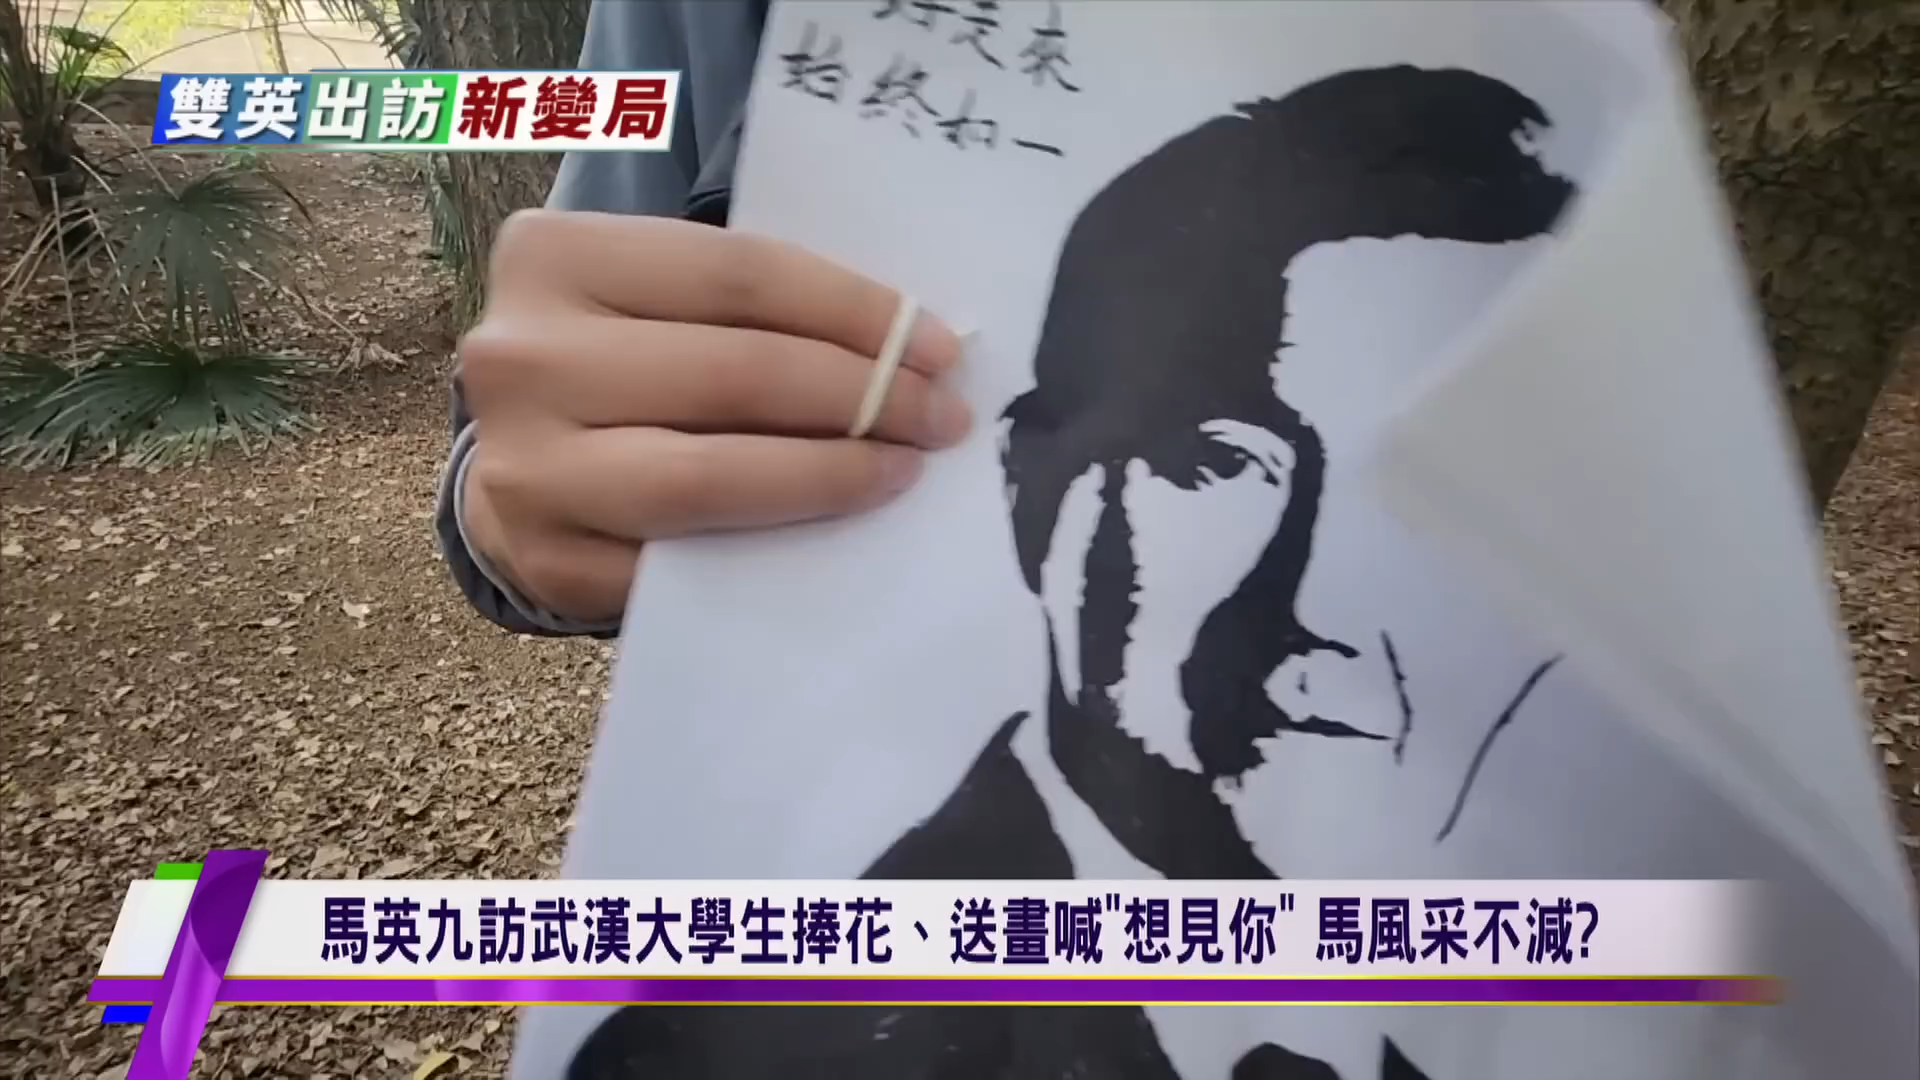 雙英出訪新變局
來
始終如一
馬英九訪武漢大學生捧花、送畫喊"想見你" 馬風采不減?